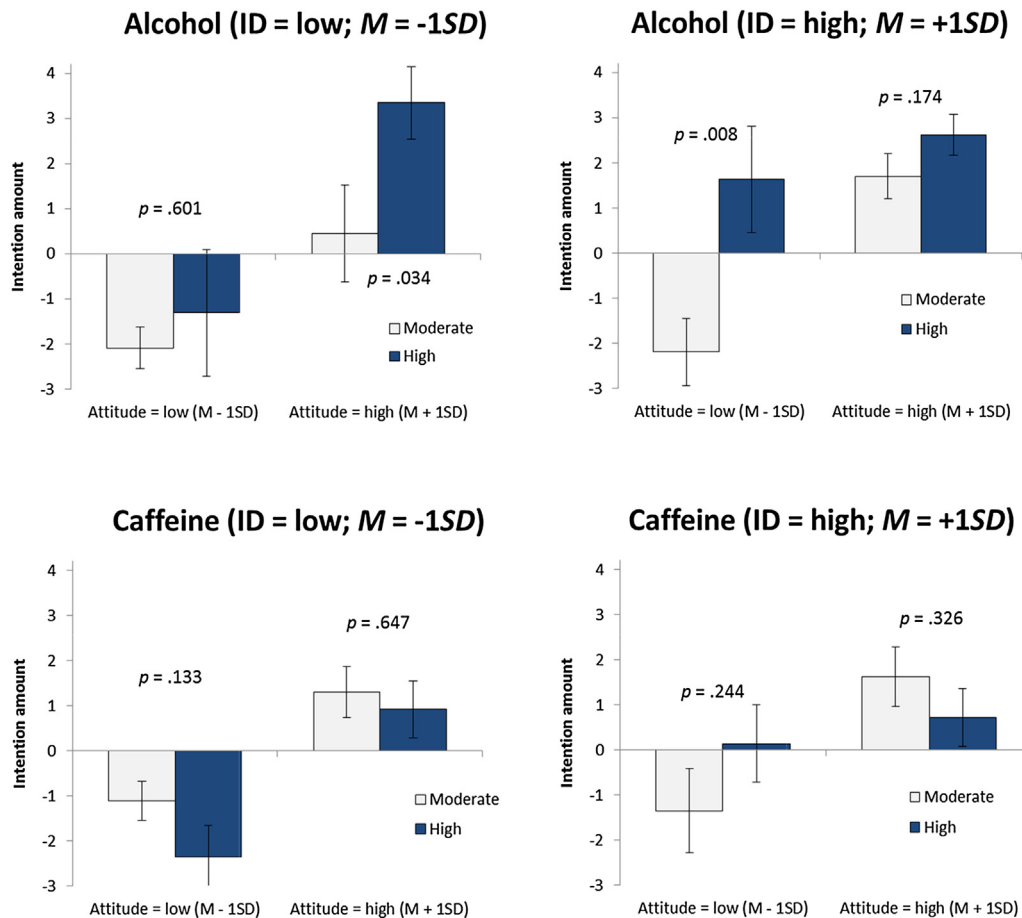 Alcohol (ID = low; M = -1SD)
Intention amount
4
3
2
1
0
-1
-2
-3
p = .601
p = .034
Moderate
High
Attitude = low (M - 1SD)
Attitude = high (M + 1SD)
Alcohol (ID = high; M = +1SD)
Intention amount
4
3
2
1
0
-1
-2
-3
p = .008
p = .174
Moderate
High
Attitude = low (M - 1SD)
Attitude = high (M + 1SD)
Caffeine (ID = low; M = -1SD)
Intention amount
4
3
2
1
0
-1
-2
-3
p = .133
p = .647
Moderate
High
Attitude = low (M - 1SD)
Attitude = high (M + 1SD)
Caffeine (ID = high; M = +1SD)
Intention amount
4
3
2
1
0
-1
-2
-3
p = .244
p = .326
Moderate
High
Attitude = low (M - 1SD)
Attitude = high (M + 1SD)